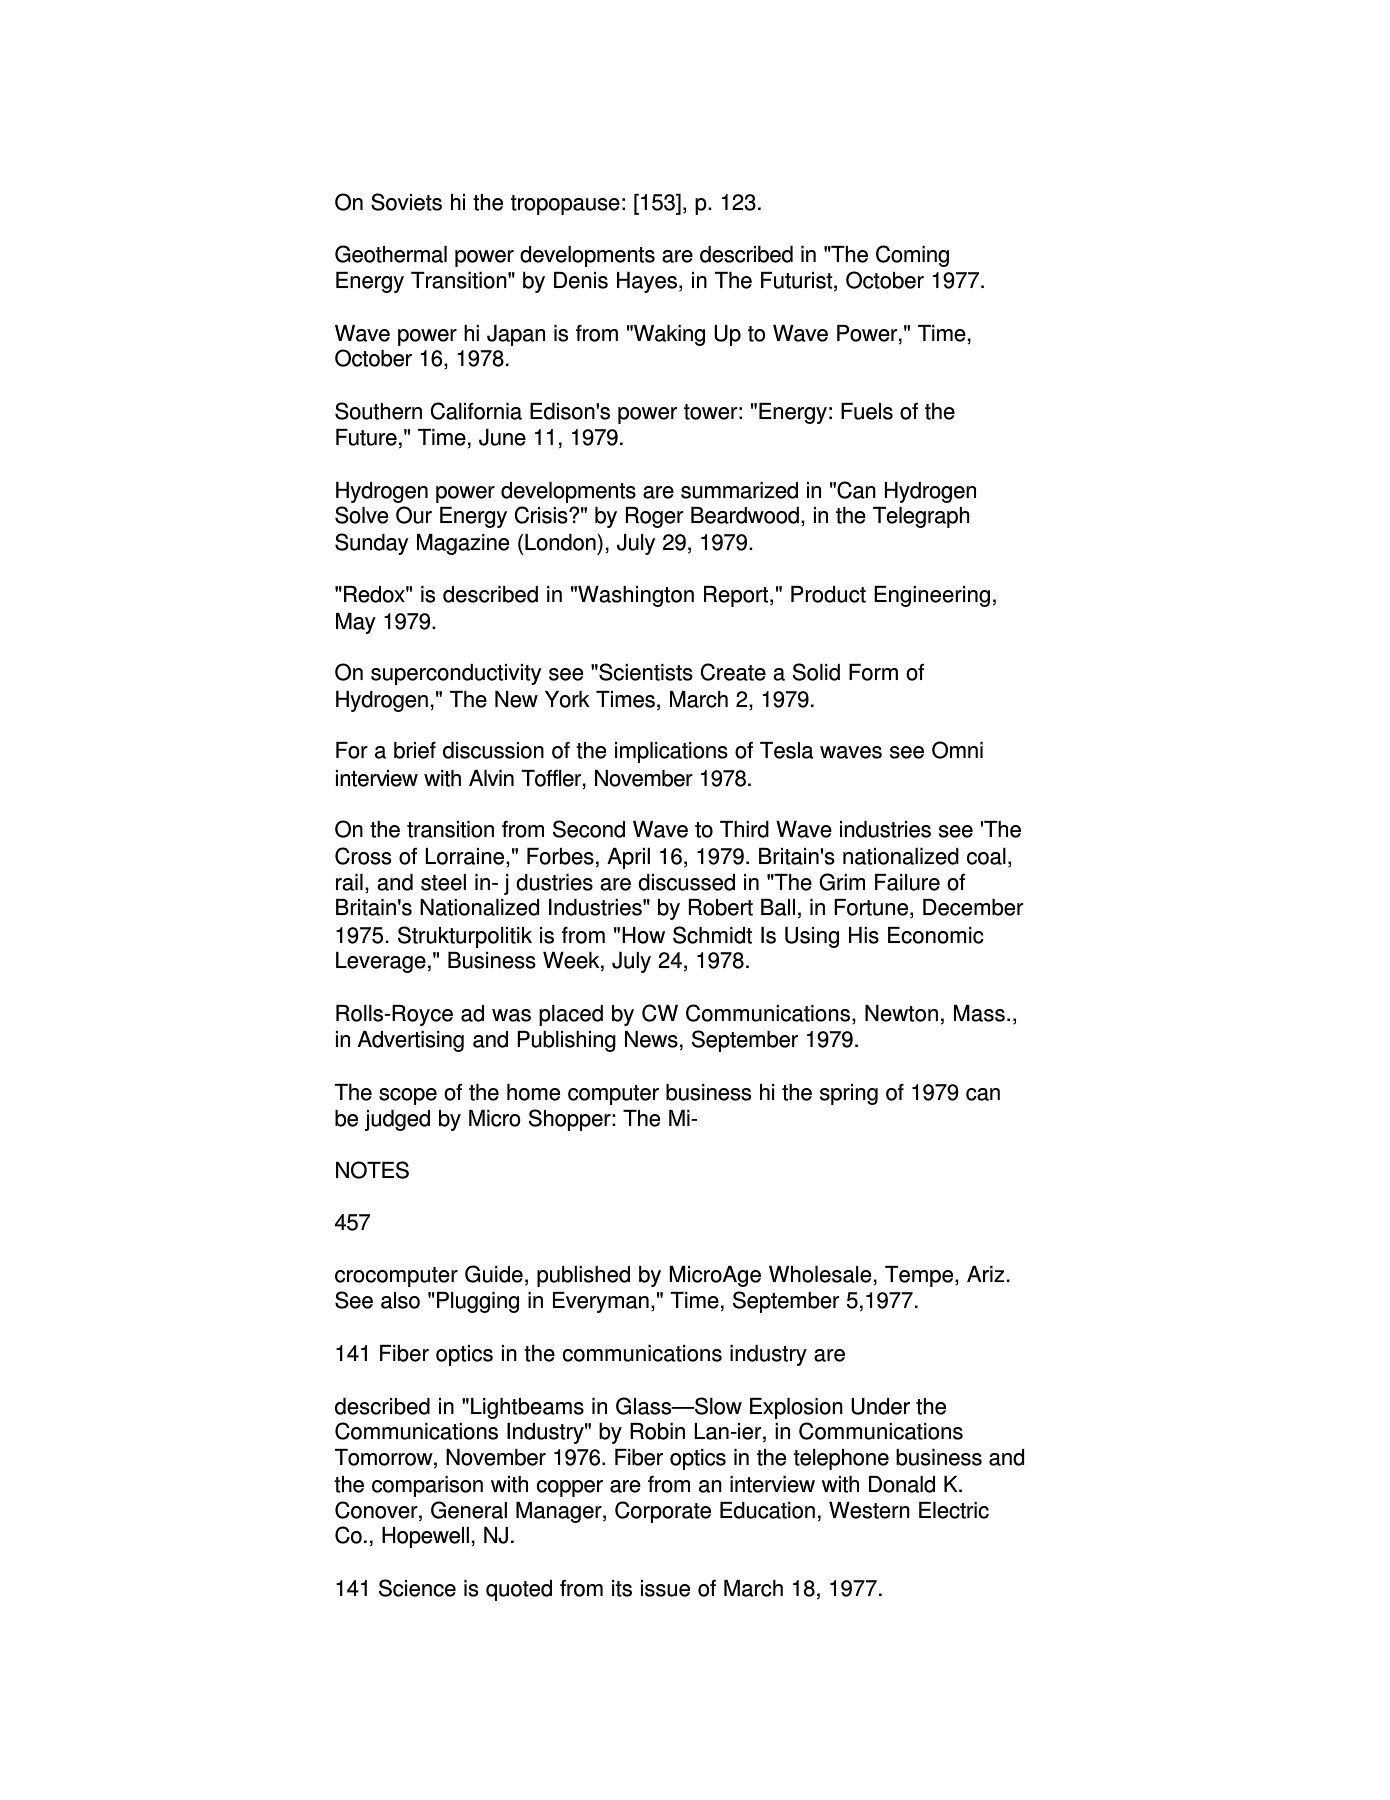 On Soviets hi the tropopause: [153], p. 123.
Geothermal power developments are described in "The Coming
Energy Transition" by Denis Hayes, in The Futurist, October 1977.
Wave power hi Japan is from "Waking Up to Wave Power," Time,
October 16, 1978.
Southern California Edison's power tower: "Energy: Fuels of the
Future," Time, June 11, 1979.
Hydrogen power developments are summarized in "Can Hydrogen
Solve Our Energy Crisis?" by Roger Beardwood, in the Telegraph
Sunday Magazine (London), July 29, 1979.
"Redox" is described in "Washington Report," Product Engineering,
May 1979.
On superconductivity see "Scientists Create a Solid Form of
Hydrogen," The New York Times, March 2, 1979.
For a brief discussion of the implications of Tesla waves see Omni
interview with Alvin Toffler, November 1978.
On the transition from Second Wave to Third Wave industries see 'The
Cross of Lorraine," Forbes, April 16, 1979. Britain's nationalized coal,
rail, and steel in- j dustries are discussed in "The Grim Failure of
Britain's Nationalized Industries" by Robert Ball, in Fortune, December
1975. Strukturpolitik is from "How Schmidt Is Using His Economic
Leverage," Business Week, July 24, 1978.
Rolls-Royce ad was placed by CW Communications, Newton, Mass.,
in Advertising and Publishing News, September 1979.
The scope of the home computer business hi the spring of 1979 can
be judged by Micro Shopper: The Mi-
NOTES
457
crocomputer Guide, published by MicroAge Wholesale, Tempe, Ariz.
See also "Plugging in Everyman," Time, September 5,1977.
141 Fiber optics in the communications industry are
described in "Lightbeams in Glass—Slow Explosion Under the
Communications Industry" by Robin Lan-ier, in Communications
Tomorrow, November 1976. Fiber optics in the telephone business and
the comparison with copper are from an interview with Donald K.
Conover, General Manager, Corporate Education, Western Electric
Co., Hopewell, NJ.
141 Science is quoted from its issue of March 18, 1977.